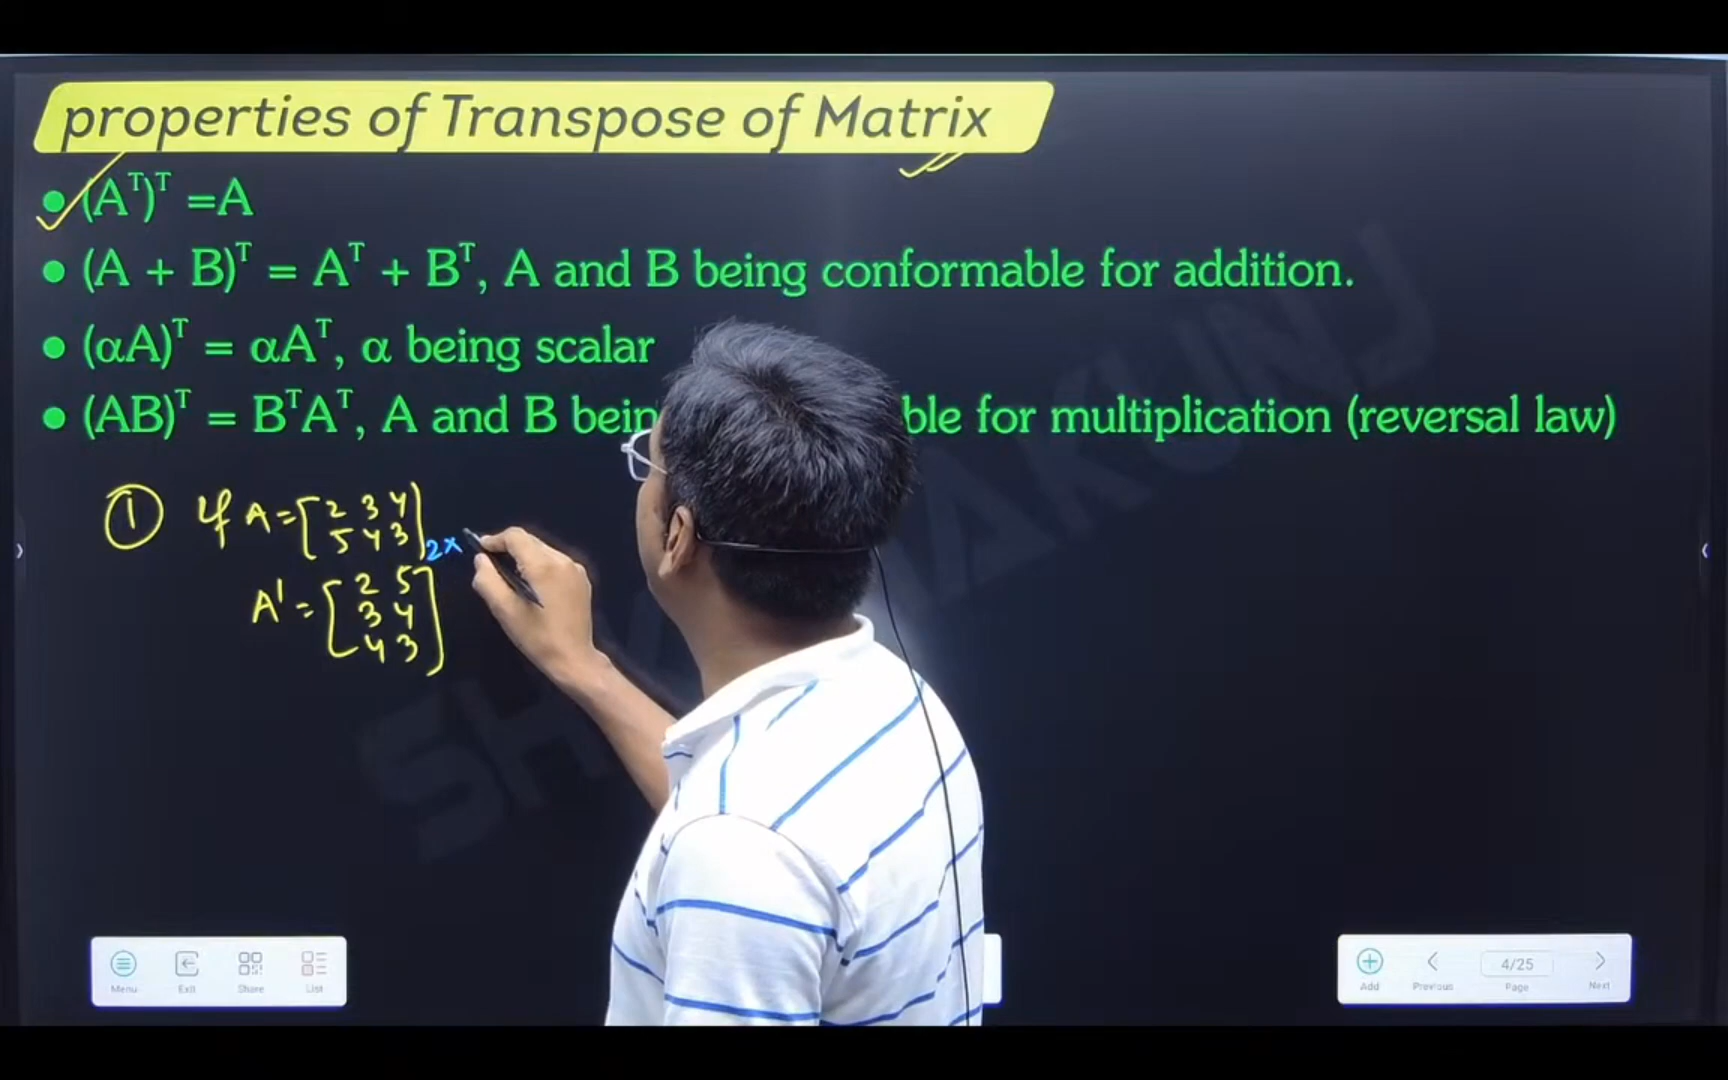 properties of Transpose of Matrix
• (Aᵀ)ᵀ =A
• (A + B)ᵀ = Aᵀ + Bᵀ, A and B being conformable for addition.
• (αA)ᵀ = αAᵀ, α being scalar
• (AB)ᵀ = BᵀAᵀ, A and B bein ble for multiplication (reversal law)
① If A = [2 3 4
5 4 3] 2×
A' = [2 5
3 4
4 3]
Menu Exit Share List
Add Previous 4/25 Page Next